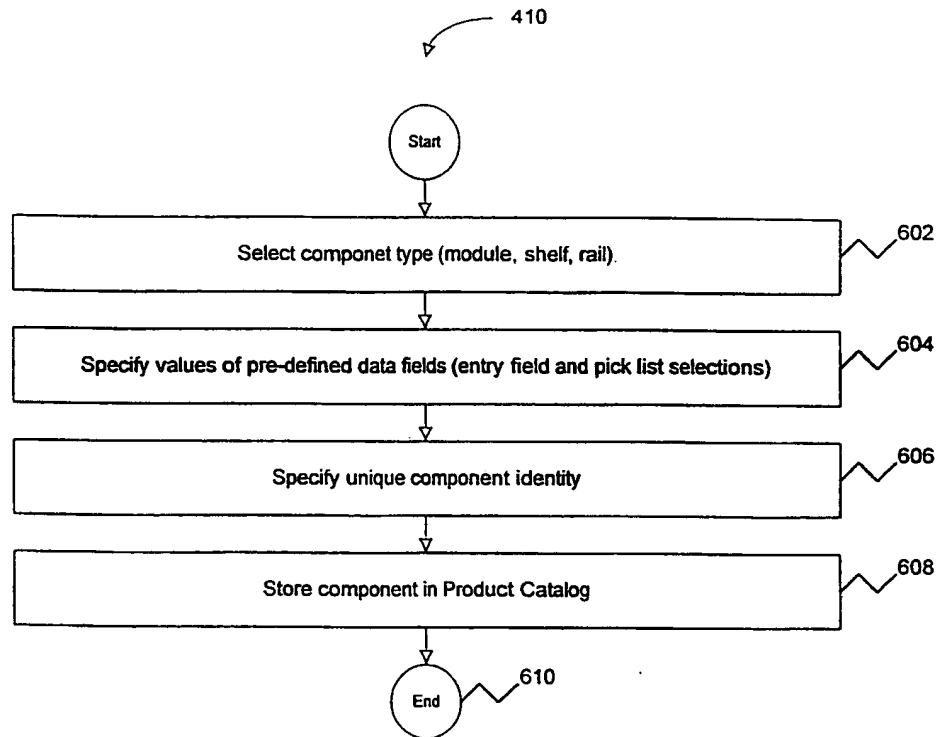 410
Start
Select componet type (module, shelf, rail).
602
Specify values of pre-defined data fields (entry field and pick list selections)
604
Specify unique component identity
606
Store component in Product Catalog
608
End
610